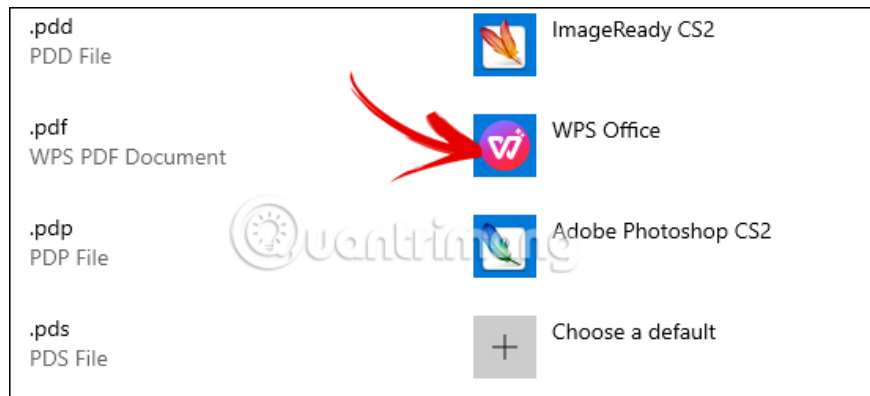 .pdd
PDD File
ImageReady CS2
.pdf
WPS PDF Document
WPS Office
.pdp
PDP File
Adobe Photoshop CS2
Quantrimang
.pds
PDS File
Choose a default